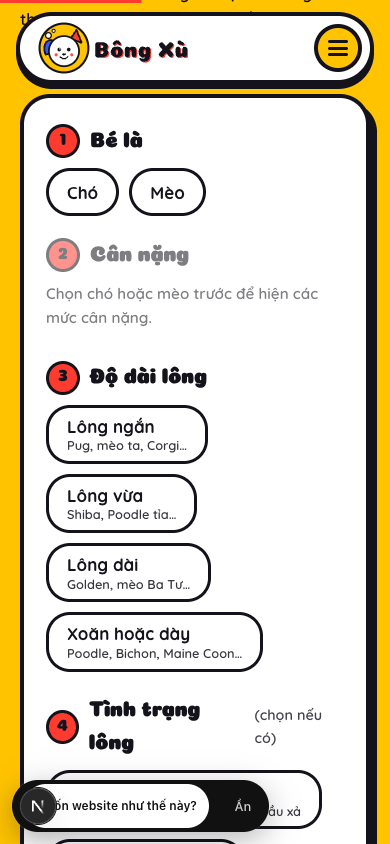 Bông Xù
1 Bé là
Chó Mèo
2 Cân nặng
Chọn chó hoặc mèo trước để hiện các
mức cân nặng.
3 Độ dài lông
Lông ngắn
Pug, mèo ta, Corgi…
Lông vừa
Shiba, Poodle tỉa…
Lông dài
Golden, mèo Ba Tư…
Xoăn hoặc dày
Poodle, Bichon, Maine Coon…
4 Tình trạng
lông
(chọn nếu
có)
website như thế này? Ẩn
xả